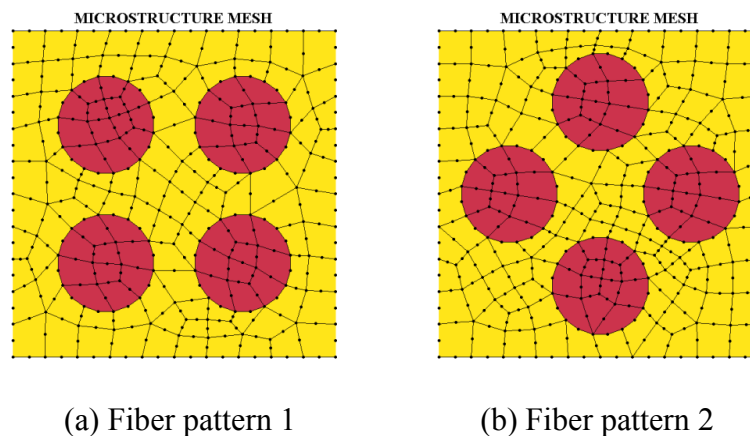 MICROSTRUCTURE MESH
MICROSTRUCTURE MESH
(a) Fiber pattern 1
(b) Fiber pattern 2